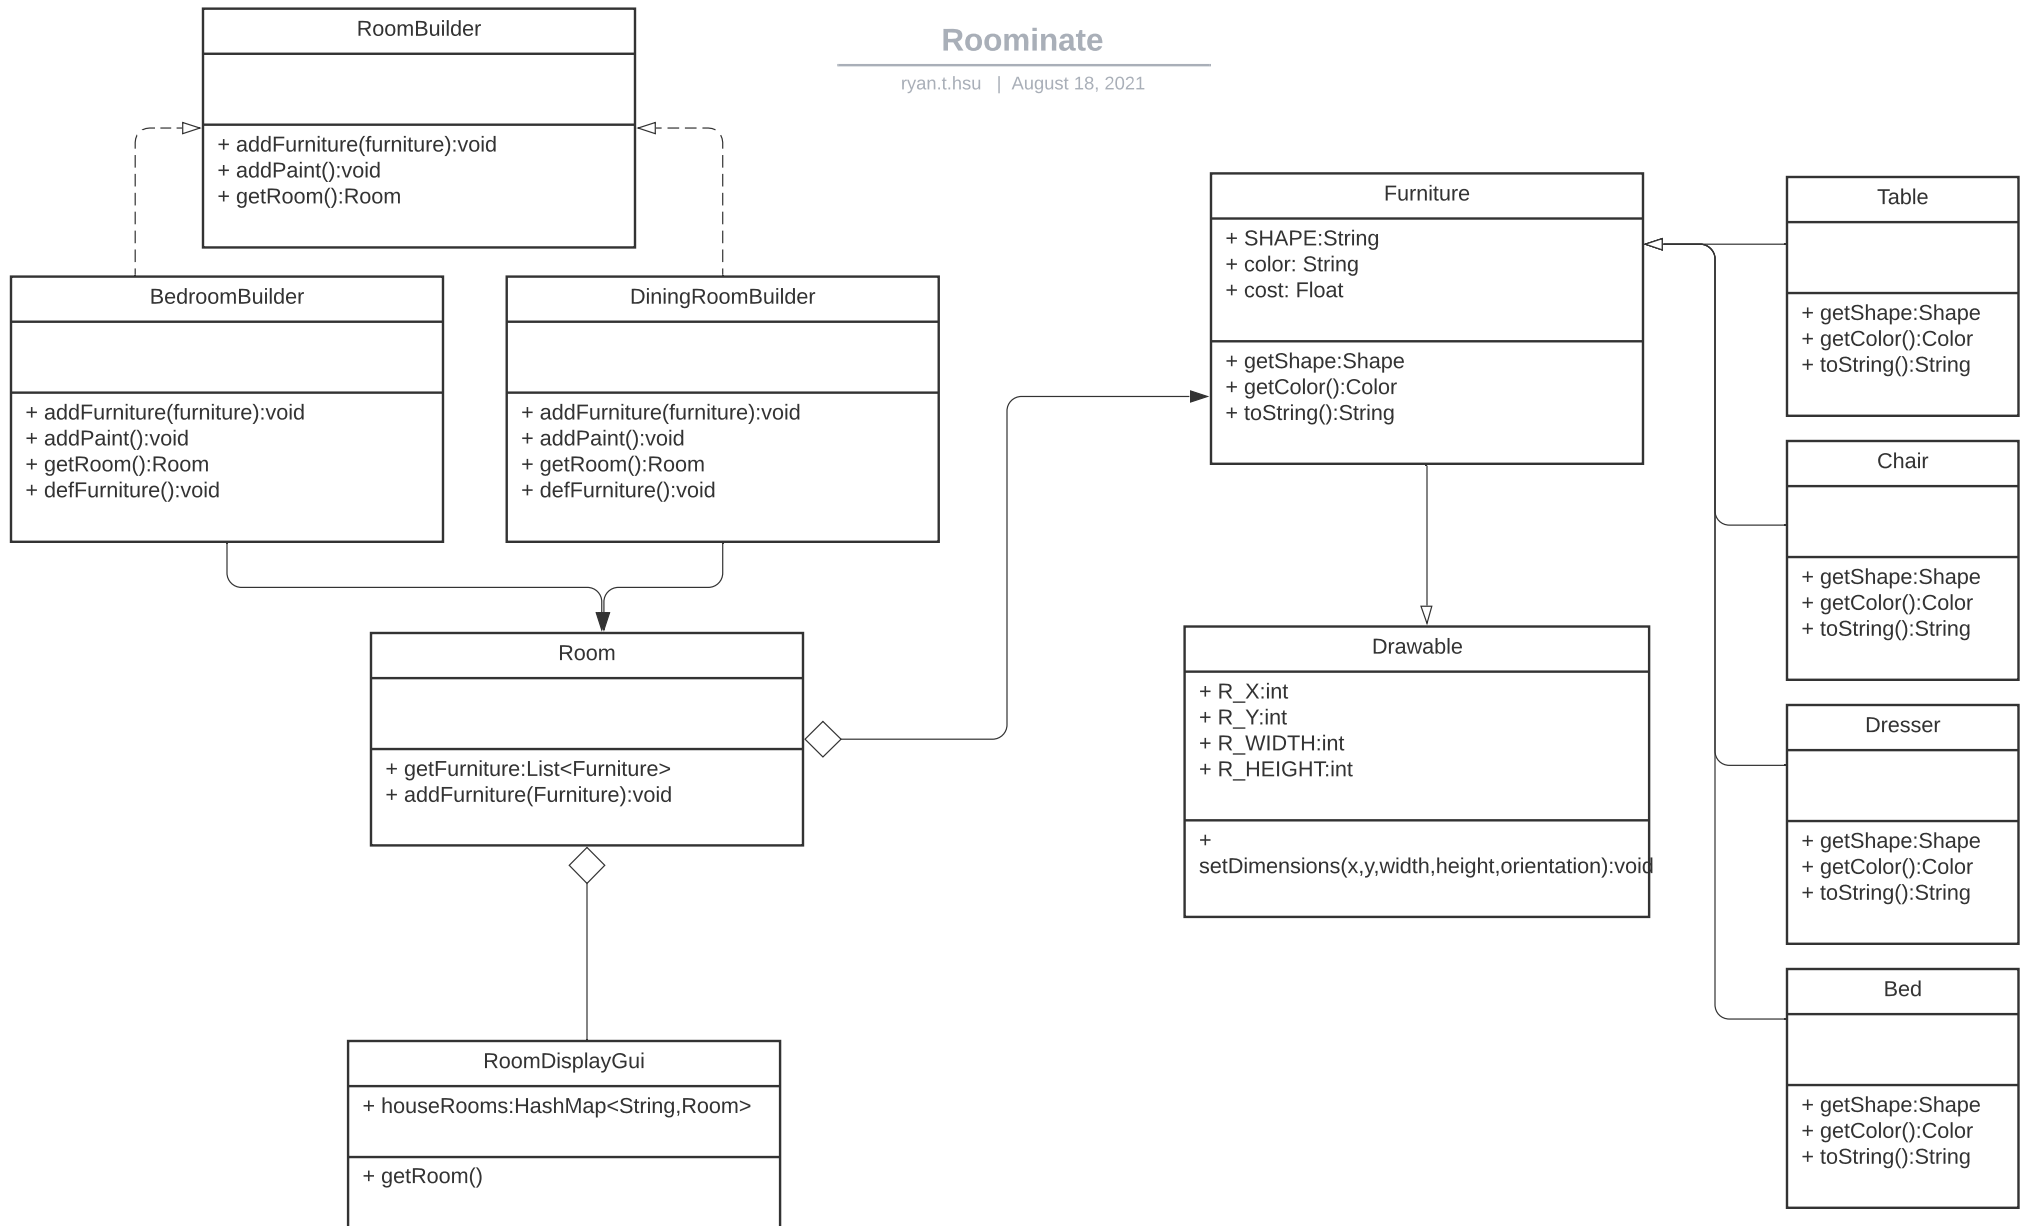 Roominate
ryan.t.hsu | August 18, 2021
RoomBuilder
+ addFurniture(furniture):void
+ addPaint():void
+ getRoom():Room
BedroomBuilder
+ addFurniture(furniture):void
+ addPaint():void
+ getRoom():Room
+ defFurniture():void
DiningRoomBuilder
+ addFurniture(furniture):void
+ addPaint():void
+ getRoom():Room
+ defFurniture():void
Room
+ getFurniture:List<Furniture>
+ addFurniture(Furniture):void
RoomDisplayGui
+ houseRooms:HashMap<String,Room>
+ getRoom()
Furniture
+ SHAPE:String
+ color: String
+ cost: Float
+ getShape:Shape
+ getColor():Color
+ toString():String
Drawable
+ R_X:int
+ R_Y:int
+ R_WIDTH:int
+ R_HEIGHT:int
+
setDimensions(x,y,width,height,orientation):void
Table
+ getShape:Shape
+ getColor():Color
+ toString():String
Chair
+ getShape:Shape
+ getColor():Color
+ toString():String
Dresser
+ getShape:Shape
+ getColor():Color
+ toString():String
Bed
+ getShape:Shape
+ getColor():Color
+ toString():String